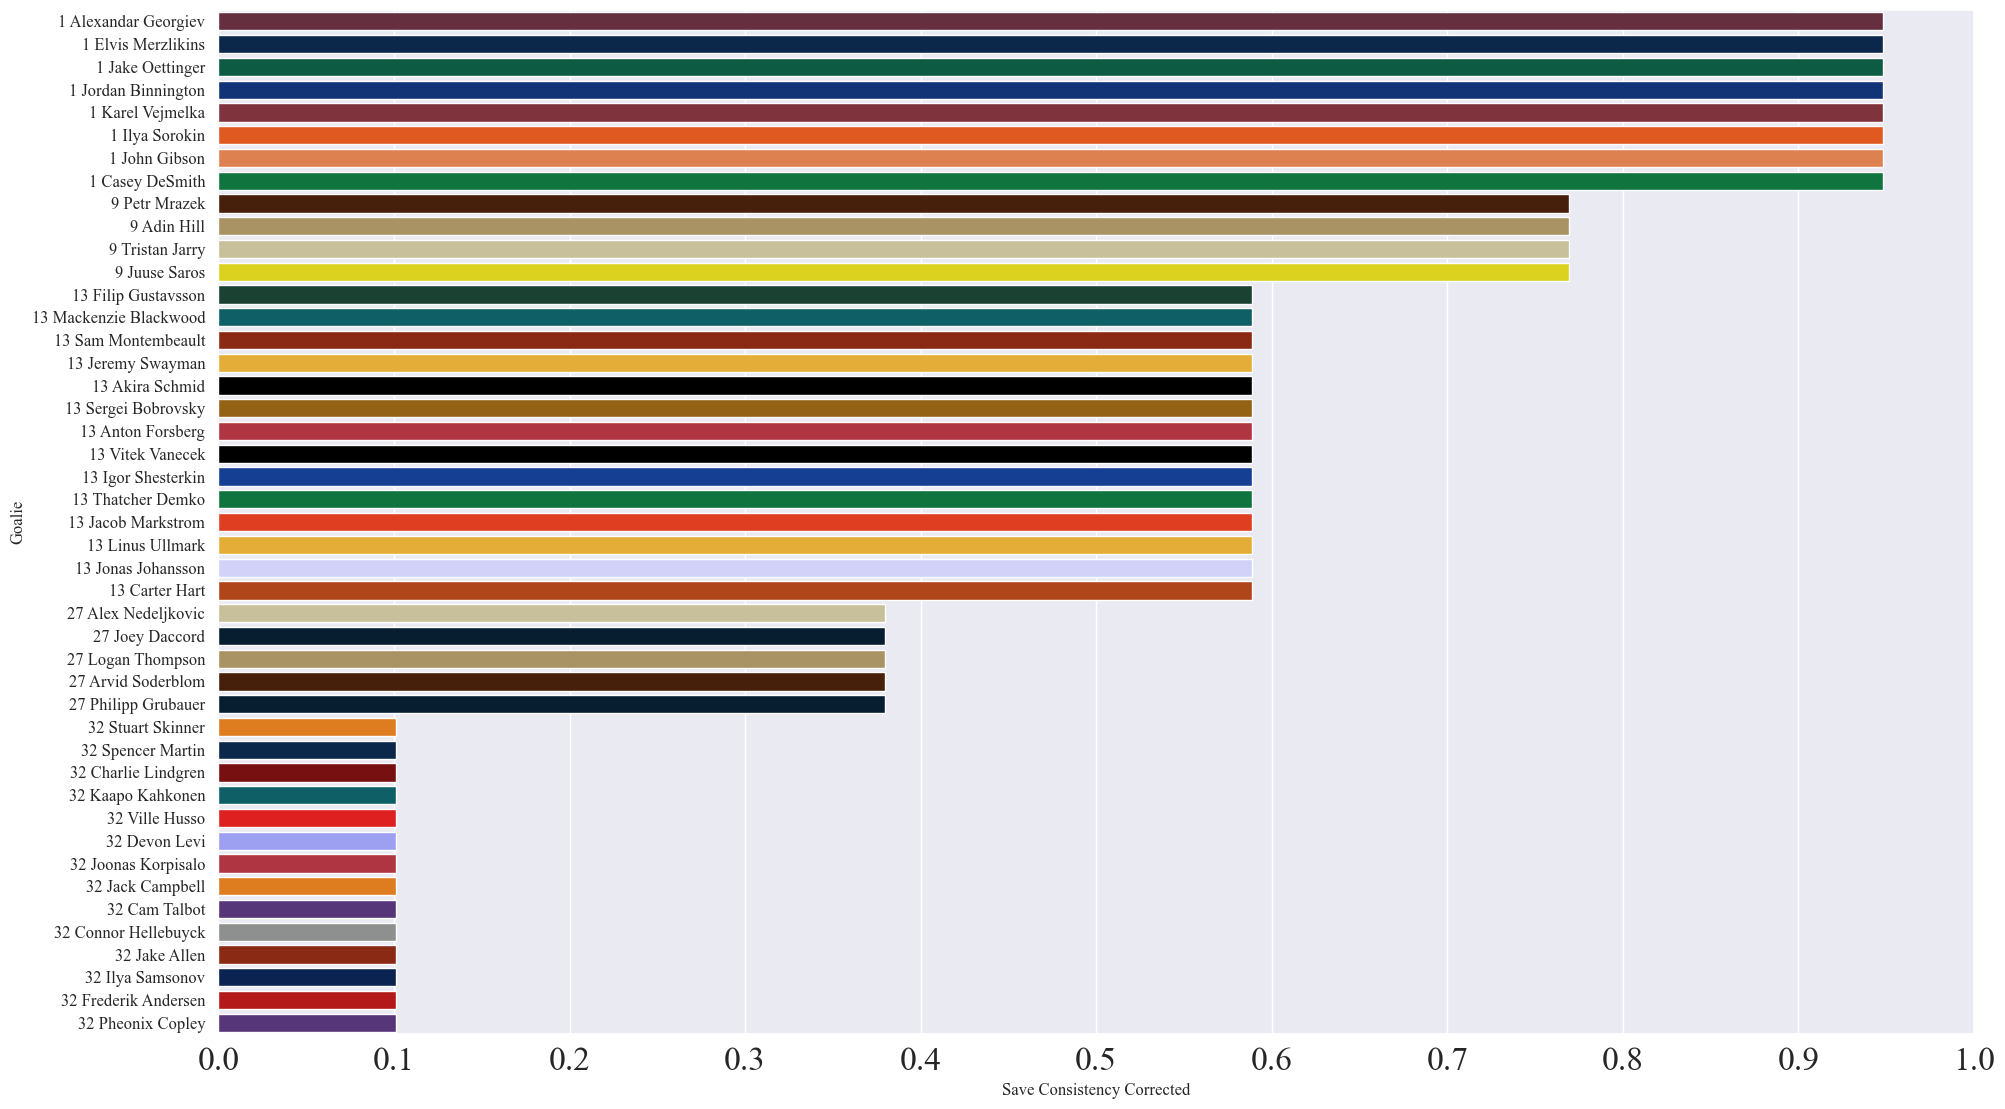 1 Alexandar Georgiev
1 Elvis Merzlikins
1 Jake Oettinger
1 Jordan Binnington
1 Karel Vejmelka
1 Ilya Sorokin
1 John Gibson
1 Casey DeSmith
9 Petr Mrazek
9 Adin Hill
9 Tristan Jarry
9 Juuse Saros
13 Filip Gustavsson
13 Mackenzie Blackwood
13 Sam Montembeault
13 Jeremy Swayman
13 Akira Schmid
13 Sergei Bobrovsky
13 Anton Forsberg
13 Vitek Vanecek
13 Igor Shesterkin
13 Thatcher Demko
13 Jacob Markstrom
13 Linus Ullmark
13 Jonas Johansson
13 Carter Hart
27 Alex Nedeljkovic
27 Joey Daccord
27 Logan Thompson
27 Arvid Soderblom
27 Philipp Grubauer
32 Stuart Skinner
32 Spencer Martin
32 Charlie Lindgren
32 Kaapo Kahkonen
32 Ville Husso
32 Devon Levi
32 Joonas Korpisalo
32 Jack Campbell
32 Cam Talbot
32 Connor Hellebuyck
32 Jake Allen
32 Ilya Samsonov
32 Frederik Andersen
32 Pheonix Copley
Goalie
0.0 0.1 0.2 0.3 0.4 0.5 0.6 0.7 0.8 0.9 1.0
Save Consistency Corrected